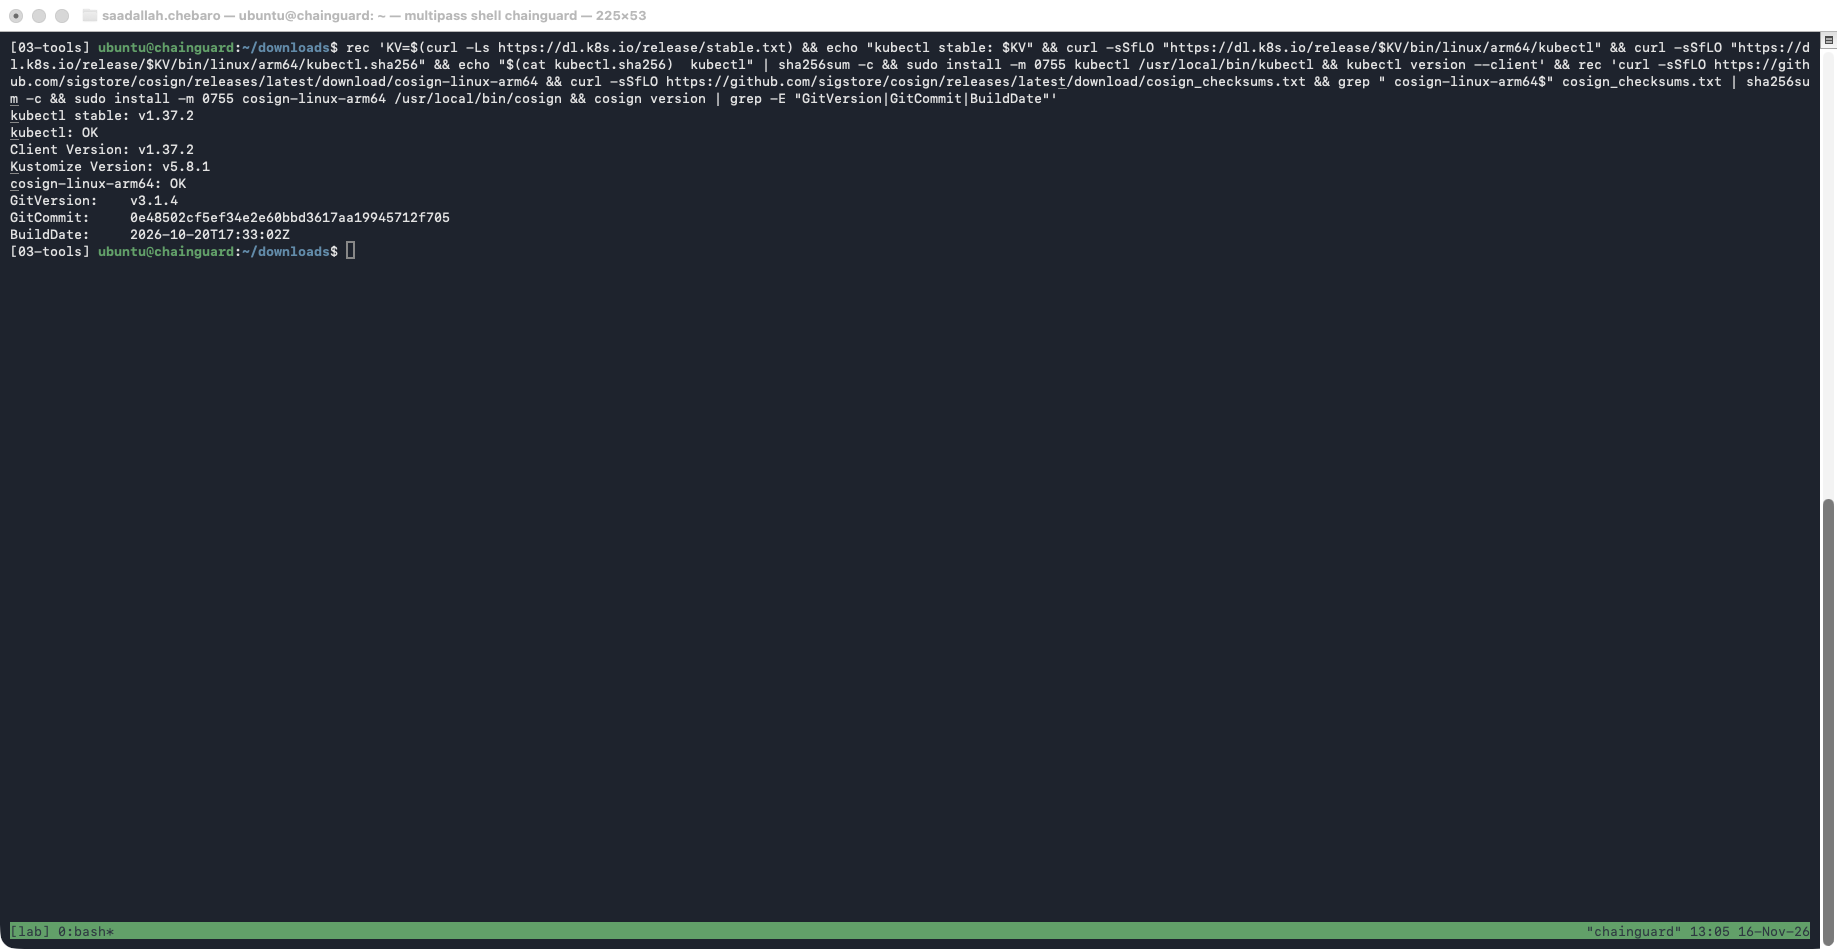 saadallah.chebaro — ubuntu@chainguard: ~ — multipass shell chainguard — 225×53
[03-tools] ubuntu@chainguard:~/downloads$ rec 'KV=$(curl -Ls https://dl.k8s.io/release/stable.txt) && echo "kubectl stable: $KV" && curl -sSfLO "https://dl.k8s.io/release/$KV/bin/linux/arm64/kubectl" && curl -sSfLO "https://d
l.k8s.io/release/$KV/bin/linux/arm64/kubectl.sha256" && echo "$(cat kubectl.sha256)  kubectl" | sha256sum -c && sudo install -m 0755 kubectl /usr/local/bin/kubectl && kubectl version --client' && rec 'curl -sSfLO https://gith
ub.com/sigstore/cosign/releases/latest/download/cosign-linux-arm64 && curl -sSfLO https://github.com/sigstore/cosign/releases/latest/download/cosign_checksums.txt && grep " cosign-linux-arm64$" cosign_checksums.txt | sha256su
m -c && sudo install -m 0755 cosign-linux-arm64 /usr/local/bin/cosign && cosign version | grep -E "GitVersion|GitCommit|BuildDate"'
kubectl stable: v1.37.2
kubectl: OK
Client Version: v1.37.2
Kustomize Version: v5.8.1
cosign-linux-arm64: OK
GitVersion:    v3.1.4
GitCommit:     0e48502cf5ef34e2e60bbd3617aa19945712f705
BuildDate:     2026-10-20T17:33:02Z
[03-tools] ubuntu@chainguard:~/downloads$
[lab] 0:bash* "chainguard" 13:05 16-Nov-26